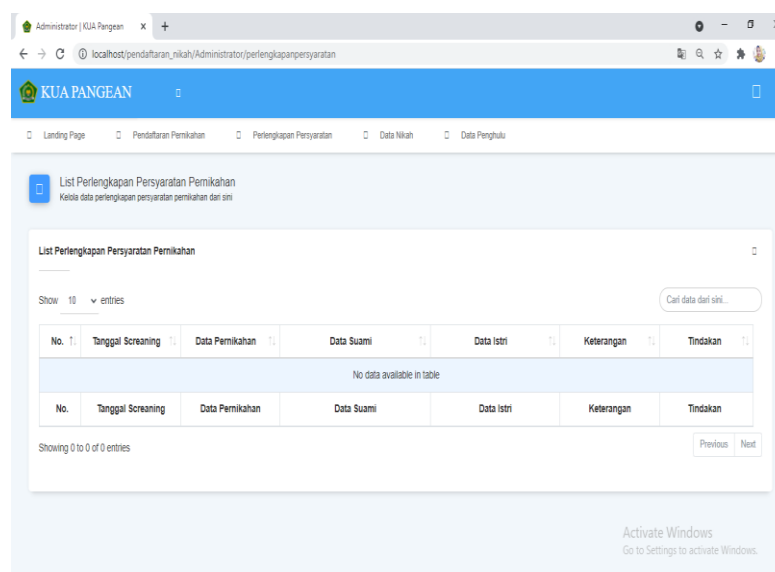 Administrator | KUA Pangean
localhost/pendaftaran_nikah/Administrator/perlengkapanpersyaratan
KUA PANGEAN
Landing Page Pendaftaran Pernikahan Perlengkapan Persyaratan Data Nikah Data Penghulu
List Perlengkapan Persyaratan Pernikahan
Kelola data perlengkapan persyaratan pernikahan dari sini
List Perlengkapan Persyaratan Pernikahan
Show 10 entries
Cari data dari sini...
No. Tanggal Screaning Data Pernikahan Data Suami Data Istri Keterangan Tindakan
No data available in table
No. Tanggal Screaning Data Pernikahan Data Suami Data Istri Keterangan Tindakan
Showing 0 to 0 of 0 entries
Previous Next
Activate Windows
Go to Settings to activate Windows.